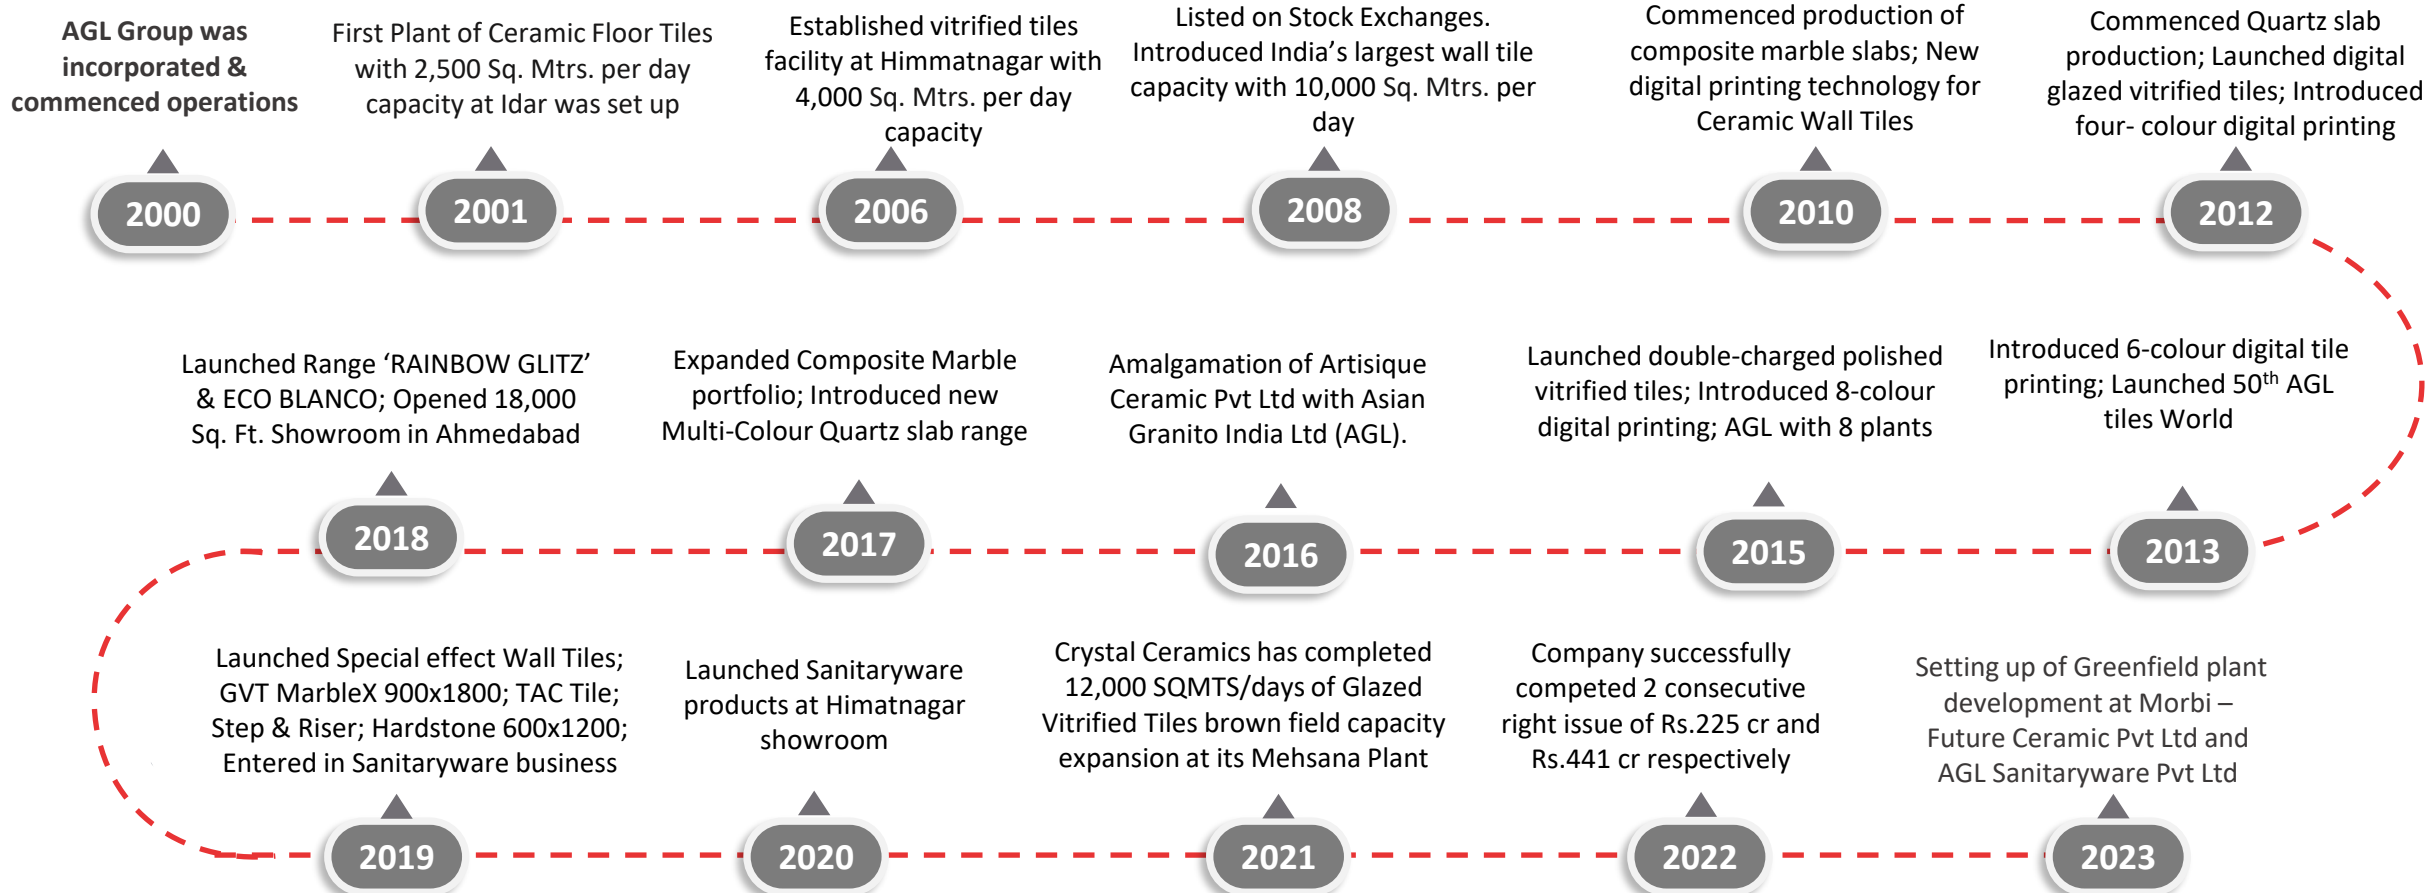 AGL Group was
incorporated &
commenced operations
2000
First Plant of Ceramic Floor Tiles
with 2,500 Sq. Mtrs. per day
capacity at Idar was set up
2001
Established vitrified tiles
facility at Himmatnagar with
4,000 Sq. Mtrs. per day
capacity
2006
Listed on Stock Exchanges.
Introduced India’s largest wall tile
capacity with 10,000 Sq. Mtrs. per
day
2008
Commenced production of
composite marble slabs; New
digital printing technology for
Ceramic Wall Tiles
2010
Commenced Quartz slab
production; Launched digital
glazed vitrified tiles; Introduced
four- colour digital printing
2012
Introduced 6-colour digital tile
printing; Launched 50th AGL
tiles World
2013
Launched double-charged polished
vitrified tiles; Introduced 8-colour
digital printing; AGL with 8 plants
2015
Amalgamation of Artisique
Ceramic Pvt Ltd with Asian
Granito India Ltd (AGL).
2016
Expanded Composite Marble
portfolio; Introduced new
Multi-Colour Quartz slab range
2017
Launched Range ‘RAINBOW GLITZ’
& ECO BLANCO; Opened 18,000
Sq. Ft. Showroom in Ahmedabad
2018
Launched Special effect Wall Tiles;
GVT MarbleX 900x1800; TAC Tile;
Step & Riser; Hardstone 600x1200;
Entered in Sanitaryware business
2019
Launched Sanitaryware
products at Himatnagar
showroom
2020
Crystal Ceramics has completed
12,000 SQMTS/days of Glazed
Vitrified Tiles brown field capacity
expansion at its Mehsana Plant
2021
Company successfully
competed 2 consecutive
right issue of Rs.225 cr and
Rs.441 cr respectively
2022
Setting up of Greenfield plant
development at Morbi –
Future Ceramic Pvt Ltd and
AGL Sanitaryware Pvt Ltd
2023